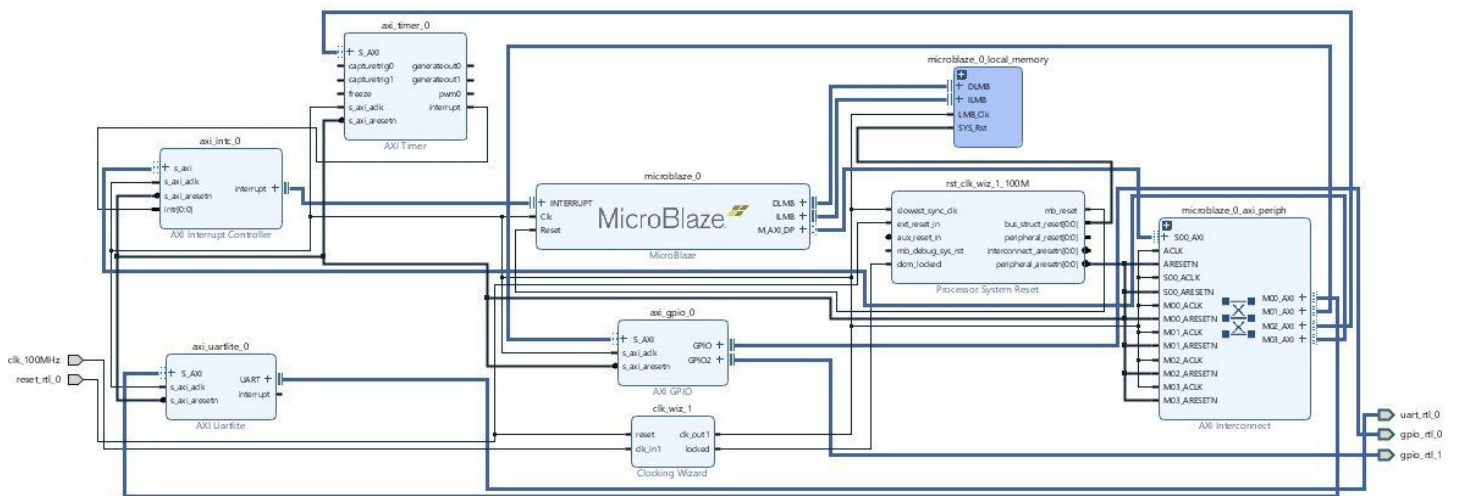 axi_timer_0
S_AXI
capturetrig0 generateout0
capturetrig1 generateout1
freeze pwm0
s_axi_aclk interrupt
s_axi_aresetn
AXI Timer
axi_intc_0
s_axi
s_axi_aclk interrupt
s_axi_aresetn
intr[0:0]
AXI Interrupt Controller
microblaze_0_local_memory
DLMB
ILMB
LMB_Clk
SYS_Rst
microblaze_0
INTERRUPT DLMB
Clk ILMB
Reset M_AXI_DP
MicroBlaze
MicroBlaze
rst_clk_wiz_1_100M
slowest_sync_clk mb_reset
ext_reset_in bus_struct_reset[0:0]
aux_reset_in peripheral_reset[0:0]
mb_debug_sys_rst interconnect_aresetn[0:0]
dcm_locked peripheral_aresetn[0:0]
Processor System Reset
microblaze_0_axi_periph
S00_AXI
ACLK
ARESETN
S00_ACLK
S00_ARESETN
M00_ACLK
M00_ARESETN
M01_ACLK
M01_ARESETN
M02_ACLK
M02_ARESETN
M03_ACLK
M03_ARESETN
M00_AXI
M01_AXI
M02_AXI
M03_AXI
AXI Interconnect
axi_gpio_0
S_AXI GPIO
s_axi_aclk GPIO2
s_axi_aresetn
AXI GPIO
axi_uartlite_0
S_AXI UART
s_axi_aclk interrupt
s_axi_aresetn
AXI Uartlite
clk_100MHz
reset_rtl_0
clk_wiz_1
reset clk_out1
clk_in1 locked
Clocking Wizard
uart_rtl_0
gpio_rtl_0
gpio_rtl_1